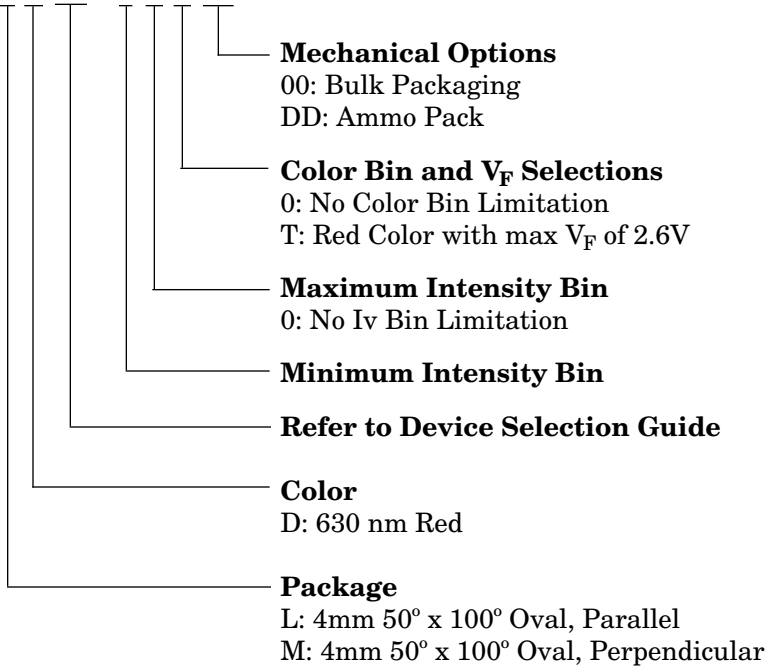 Mechanical Options
00: Bulk Packaging
DD: Ammo Pack
Color Bin and VF Selections
0: No Color Bin Limitation
T: Red Color with max VF of 2.6V
Maximum Intensity Bin
0: No Iv Bin Limitation
Minimum Intensity Bin
Refer to Device Selection Guide
Color
D: 630 nm Red
Package
L: 4mm 50º x 100º Oval, Parallel
M: 4mm 50º x 100º Oval, Perpendicular